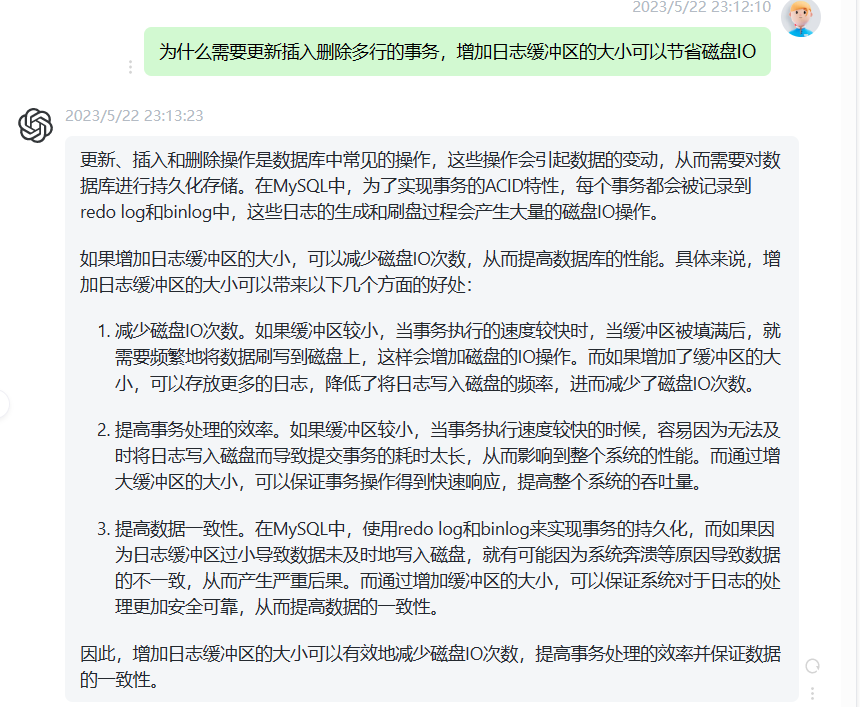 2023/5/22 23:12:10
为什么需要更新插入删除多行的事务，增加日志缓冲区的大小可以节省磁盘IO
2023/5/22 23:13:23
更新、插入和删除操作是数据库中常见的操作，这些操作会引起数据的变动，从而需要对数
据库进行持久化存储。在MySQL中，为了实现事务的ACID特性，每个事务都会被记录到
redo log和binlog中，这些日志的生成和刷盘过程会产生大量的磁盘IO操作。
如果增加日志缓冲区的大小，可以减少磁盘IO次数，从而提高数据库的性能。具体来说，增
加日志缓冲区的大小可以带来以下几个方面的好处：
1. 减少磁盘IO次数。如果缓冲区较小，当事务执行的速度较快时，当缓冲区被填满后，就
需要频繁地将数据刷写到磁盘上，这样会增加磁盘的IO操作。而如果增加了缓冲区的大
小，可以存放更多的日志，降低了将日志写入磁盘的频率，进而减少了磁盘IO次数。
2. 提高事务处理的效率。如果缓冲区较小，当事务执行速度较快的时候，容易因为无法及
时将日志写入磁盘而导致提交事务的耗时太长，从而影响到整个系统的性能。而通过增
大缓冲区的大小，可以保证事务操作得到快速响应，提高整个系统的吞吐量。
3. 提高数据一致性。在MySQL中，使用redo log和binlog来实现事务的持久化，而如果因
为日志缓冲区过小导致数据未及时地写入磁盘，就有可能因为系统奔溃等原因导致数据
的不一致，从而产生严重后果。而通过增加缓冲区的大小，可以保证系统对于日志的处
理更加安全可靠，从而提高数据的一致性。
因此，增加日志缓冲区的大小可以有效地减少磁盘IO次数，提高事务处理的效率并保证数据
的一致性。